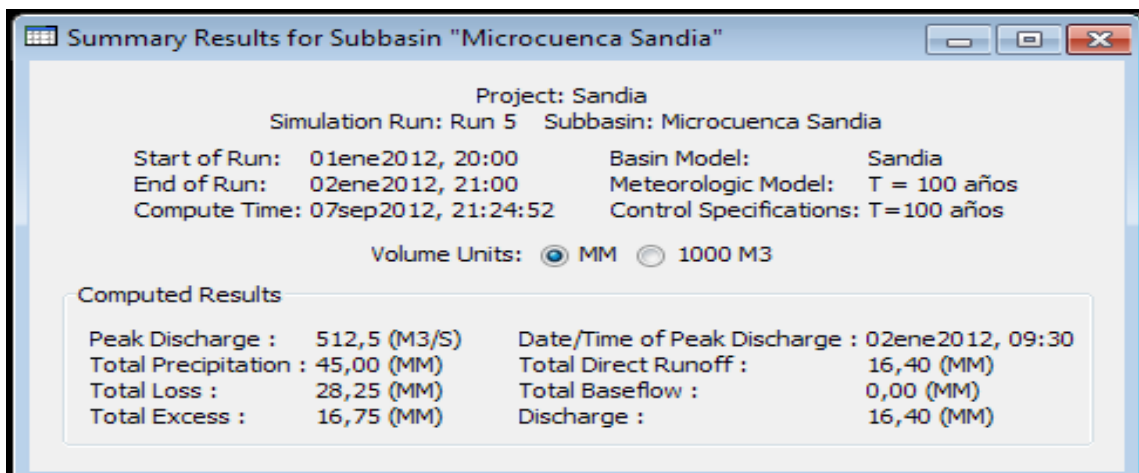 Summary Results for Subbasin "Microcuenca Sandia"
Project: Sandia
Simulation Run: Run 5 Subbasin: Microcuenca Sandia
Start of Run: 01ene2012, 20:00 Basin Model: Sandia
End of Run: 02ene2012, 21:00 Meteorologic Model: T = 100 años
Compute Time: 07sep2012, 21:24:52 Control Specifications: T=100 años
Volume Units: MM 1000 M3
Computed Results
Peak Discharge : 512,5 (M3/S) Date/Time of Peak Discharge : 02ene2012, 09:30
Total Precipitation : 45,00 (MM) Total Direct Runoff : 16,40 (MM)
Total Loss : 28,25 (MM) Total Baseflow : 0,00 (MM)
Total Excess : 16,75 (MM) Discharge : 16,40 (MM)